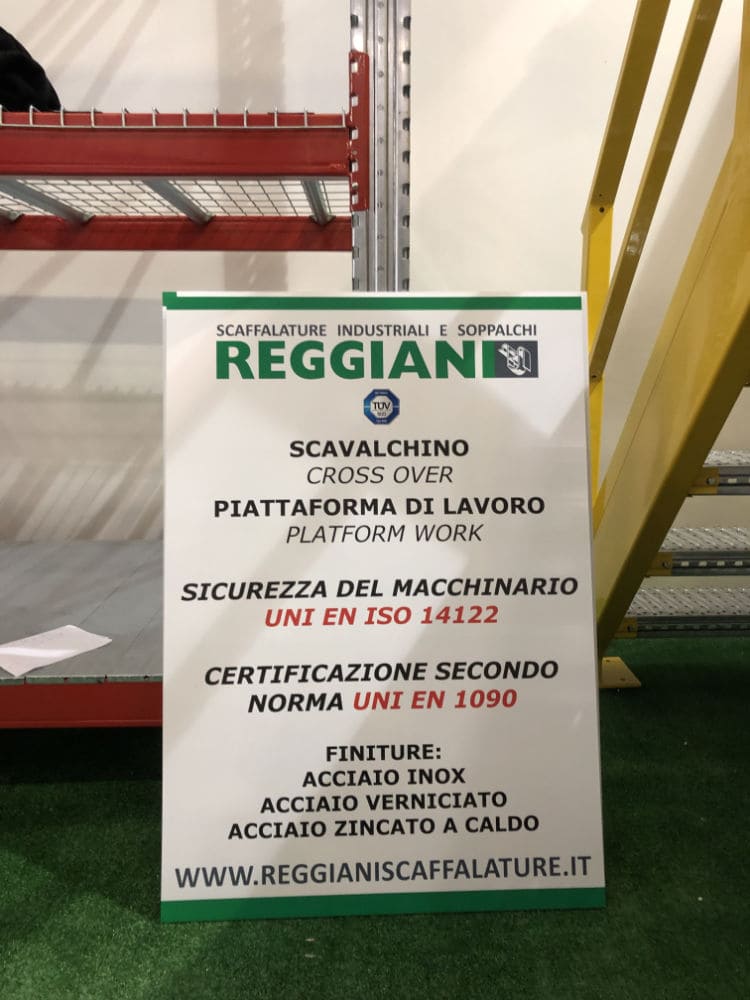 SCAFFALATURE INDUSTRIALI E SOPPALCHI
REGGIANI
TÜV
SCAVALCHINO
CROSS OVER
PIATTAFORMA DI LAVORO
PLATFORM WORK
SICUREZZA DEL MACCHINARIO
UNI EN ISO 14122
CERTIFICAZIONE SECONDO
NORMA UNI EN 1090
FINITURE:
ACCIAIO INOX
ACCIAIO VERNICIATO
ACCIAIO ZINCATO A CALDO
WWW.REGGIANISCAFFALATURE.IT